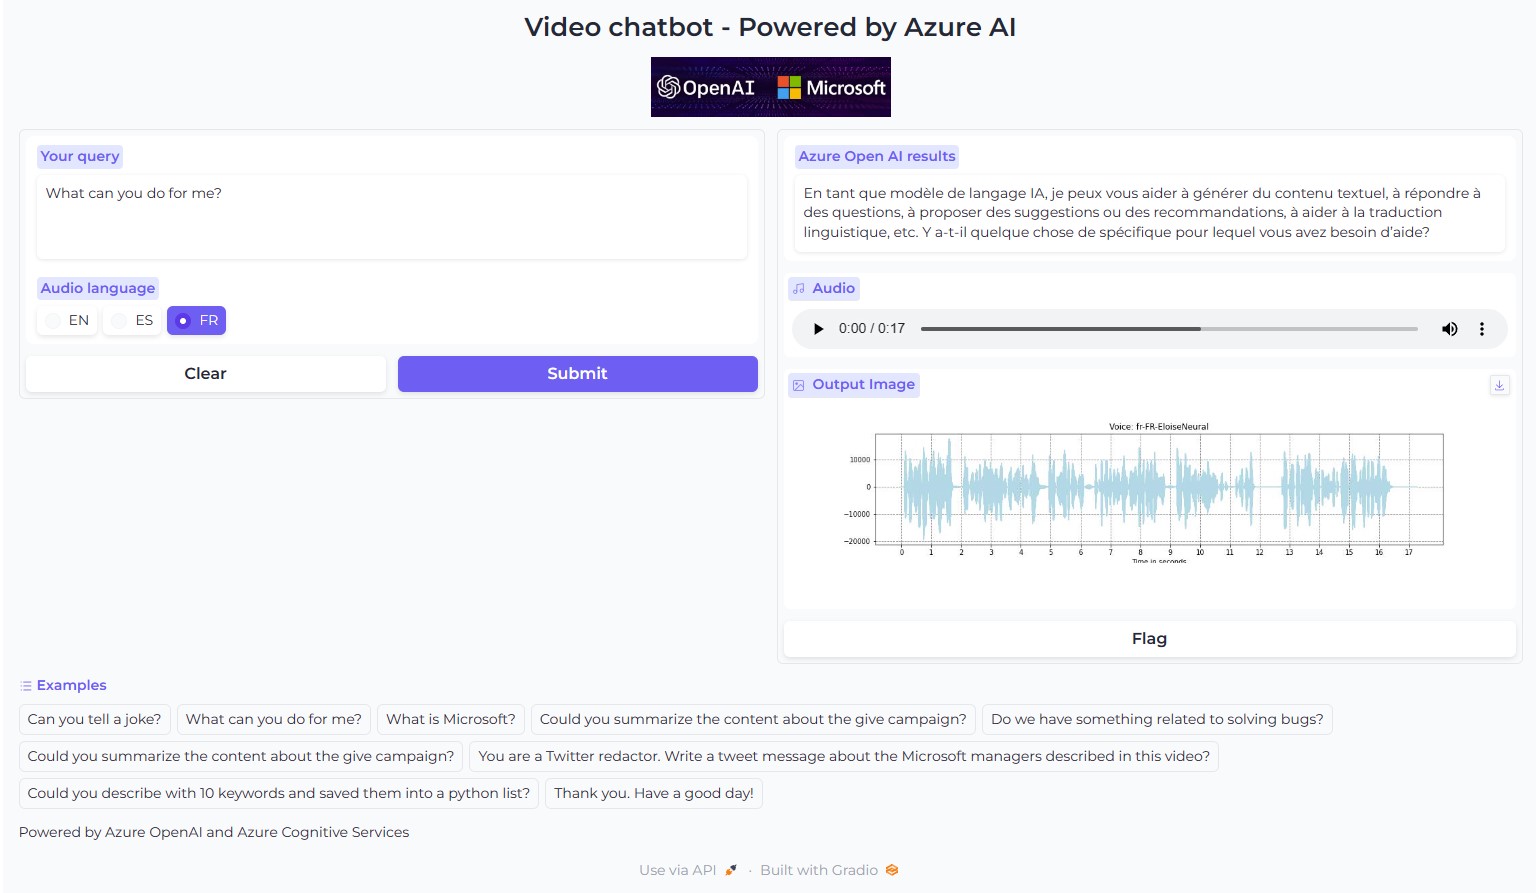 Video chatbot - Powered by Azure AI
OpenAI Microsoft
Your query
What can you do for me?
Audio language
EN ES FR
Clear Submit
Azure Open AI results
En tant que modèle de langage IA, je peux vous aider à générer du contenu textuel, à répondre à
des questions, à proposer des suggestions ou des recommandations, à aider à la traduction
linguistique, etc. Y a-t-il quelque chose de spécifique pour lequel vous avez besoin d'aide?
Audio
0:00 / 0:17
Output Image
Voice: fr-FR-EloiseNeural
10000
0
−10000
−20000
0 1 2 3 4 5 6 7 8 9 10 11 12 13 14 15 16 17
Time in seconds
Flag
Examples
Can you tell a joke? What can you do for me? What is Microsoft? Could you summarize the content about the give campaign? Do we have something related to solving bugs?
Could you summarize the content about the give campaign? You are a Twitter redactor. Write a tweet message about the Microsoft managers described in this video?
Could you describe with 10 keywords and saved them into a python list? Thank you. Have a good day!
Powered by Azure OpenAI and Azure Cognitive Services
Use via API · Built with Gradio